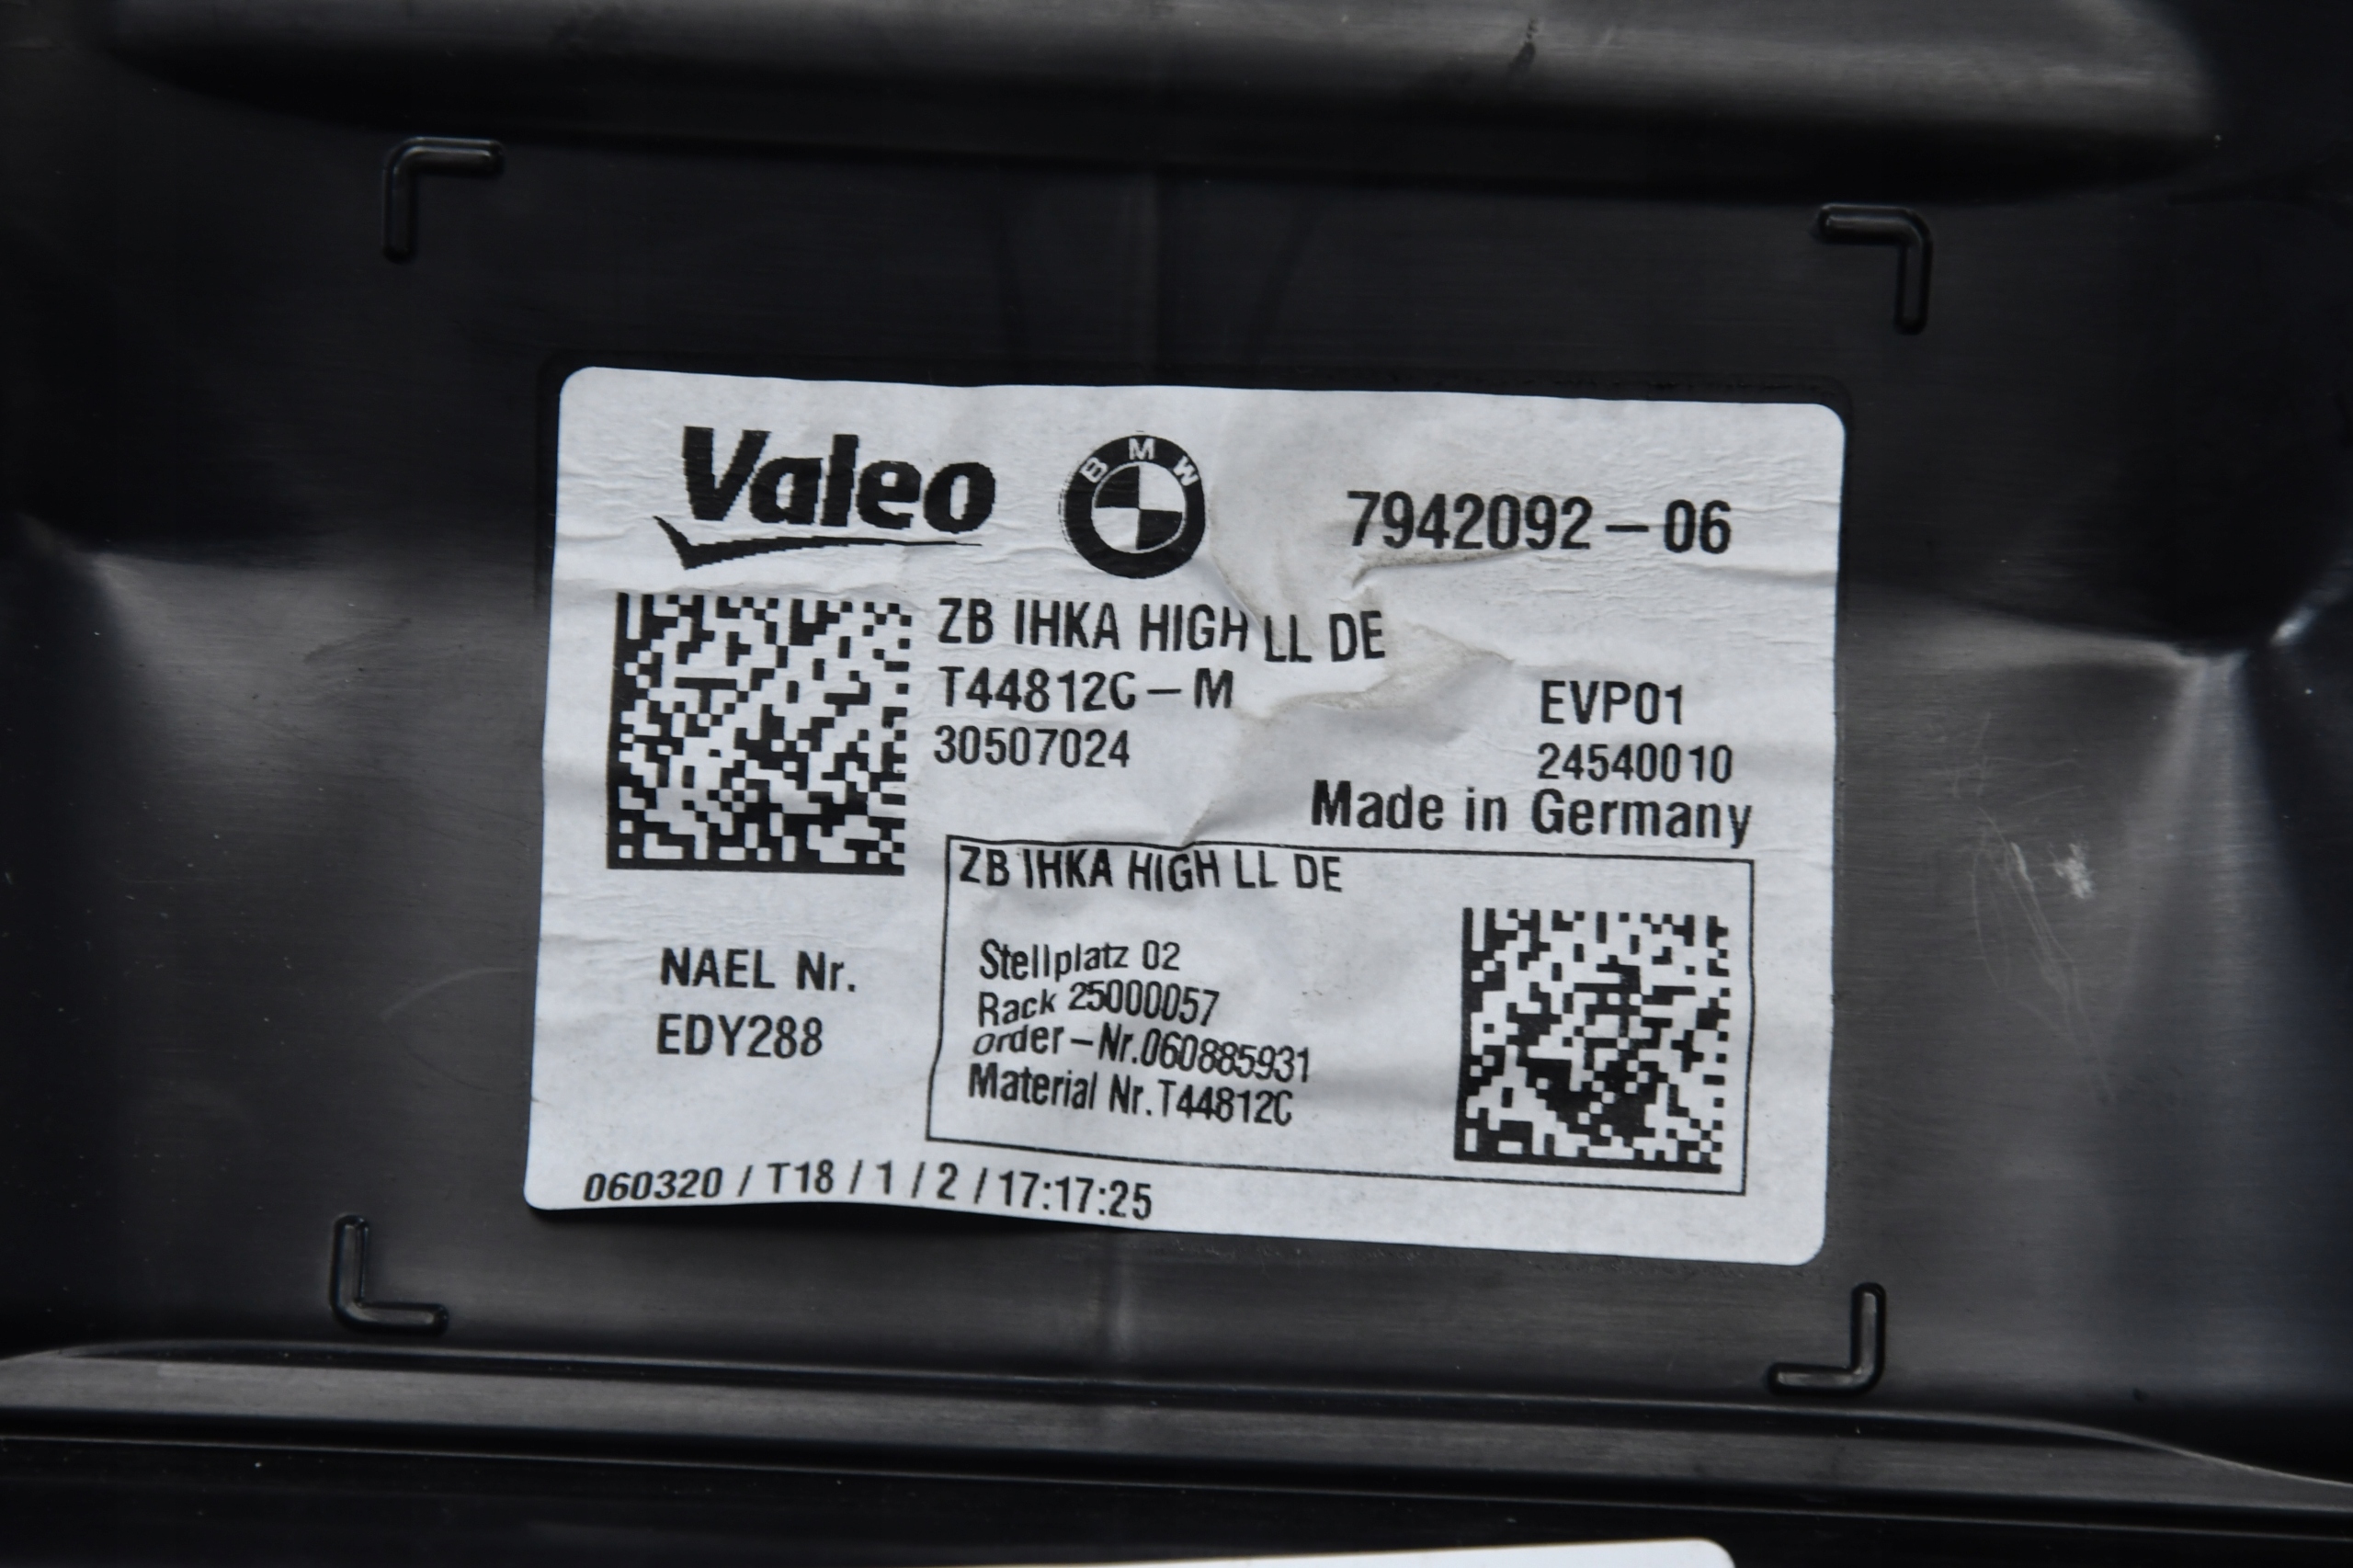 Valeo BMW 7942092-06
ZB IHKA HIGH LL DE
T44812C-M
30507024
EVP01
24540010
Made in Germany
ZB IHKA HIGH LL DE
Stellplatz 02
Rack 25000057
order-Nr.060885931
Material Nr.T44812C
NAEL Nr.
EDY288
060320 / T18 / 1 / 2 / 17:17:25